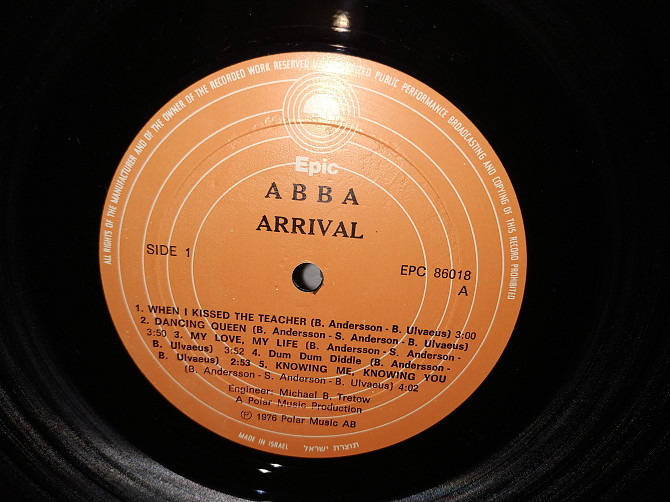 ALL RIGHTS OF THE MANUFACTURER AND OF THE OWNER OF THE RECORDED WORK RESERVED PUBLIC PERFORMANCE BROADCASTING AND COPYING OF THIS RECORD PROHIBITED
Epic
ABBA
ARRIVAL
SIDE 1
EPC 86018
A
1. WHEN I KISSED THE TEACHER (B. Andersson - B. Ulvaeus) 3:00
2. DANCING QUEEN (B. Andersson - S. Anderson - B. Ulvaeus)
3:50 3. MY LOVE, MY LIFE (B. Andersson - S. Anderson -
B. Ulvaeus) 3:52 4. Dum Dum Diddle (B. Andersson -
B. Ulvaeus) 2:53 5. KNOWING ME, KNOWING YOU
(B. Andersson - S. Anderson - B. Ulvaeus) 4:02
Engineer: Michael B. Tretow
A Polar Music Production
Ⓟ 1976 Polar Music AB
MADE IN ISRAEL תוצרת ישראל